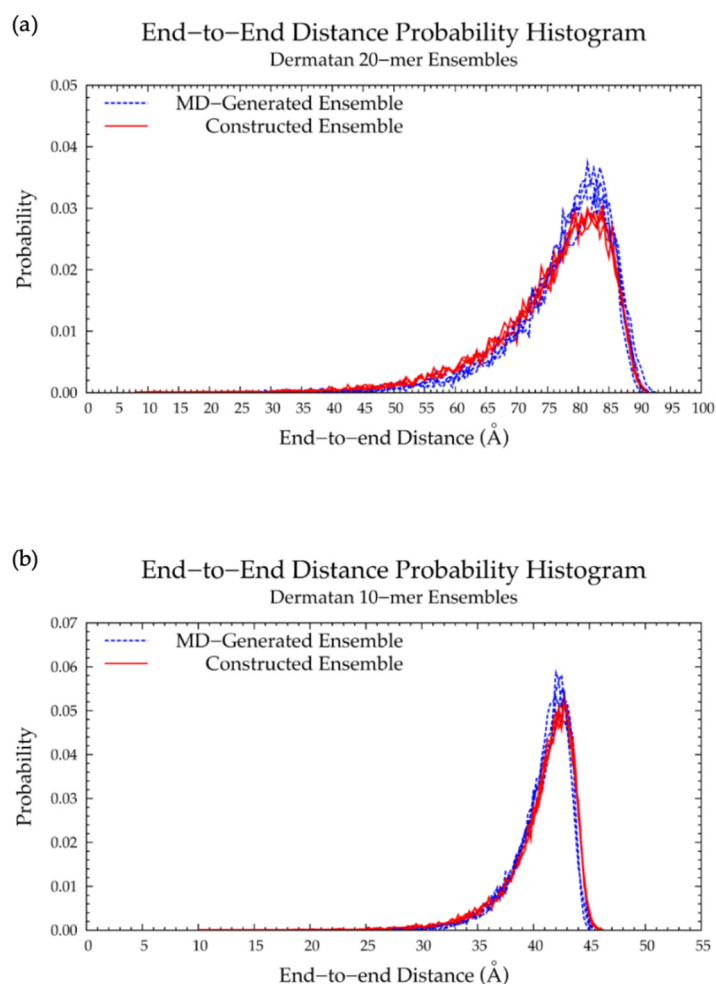 (a)
End−to−End Distance Probability Histogram
Dermatan 20−mer Ensembles
0.05
0.04
0.03
0.02
0.01
0.00
Probability
MD−Generated Ensemble
Constructed Ensemble
0 5 10 15 20 25 30 35 40 45 50 55 60 65 70 75 80 85 90 95 100
End−to−end Distance (Å)
(b)
End−to−End Distance Probability Histogram
Dermatan 10−mer Ensembles
0.07
0.06
0.05
0.04
0.03
0.02
0.01
0.00
Probability
MD−Generated Ensemble
Constructed Ensemble
0 5 10 15 20 25 30 35 40 45 50 55
End−to−end Distance (Å)